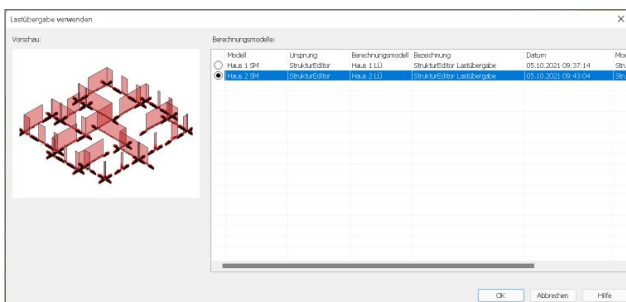 Lastübergabe verwenden
Vorschau:
Berechnungsmodelle:
Modell Ursprung Berechnungsmodell Bezeichnung Datum
Haus 1 SM StrukturEditor Haus 1 LÜ StrukturEditor Lastübergabe 05.10.2021 09:37:14
Haus 2 SM StrukturEditor Haus 2 LÜ StrukturEditor Lastübergabe 05.10.2021 09:43:04
OK Abbrechen Hilfe